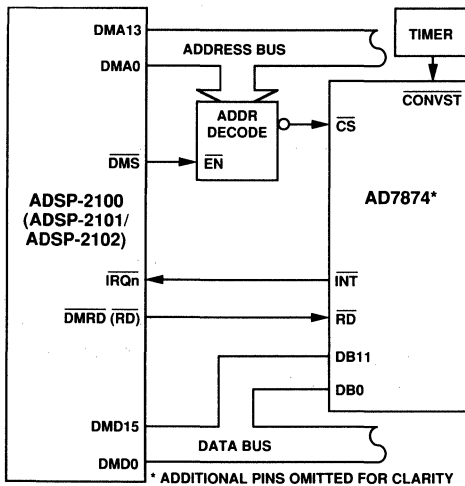 DMA13
ADDRESS BUS
DMA0
TIMER
CONVST
ADDR
DECODE
CS
DMS
EN
ADSP-2100
(ADSP-2101/
ADSP-2102)
AD7874*
IRQn
INT
DMRD (RD)
RD
DB11
DB0
DMD15
DATA BUS
DMD0
* ADDITIONAL PINS OMITTED FOR CLARITY